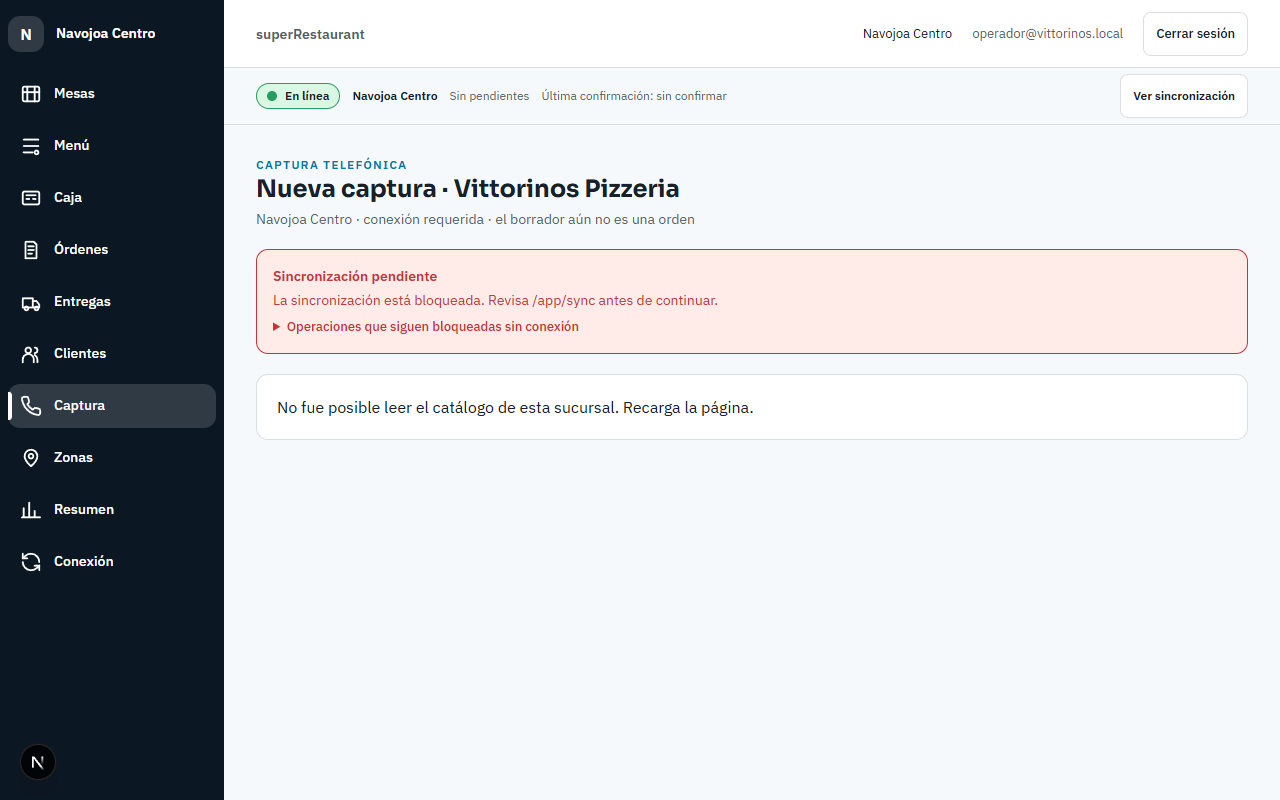 N Navojoa Centro
Mesas
Menú
Caja
Órdenes
Entregas
Clientes
Captura
Zonas
Resumen
Conexión
N
superRestaurant
Navojoa Centro
operador@vittorinos.local
Cerrar sesión
En línea
Navojoa Centro
Sin pendientes
Última confirmación: sin confirmar
Ver sincronización
CAPTURA TELEFÓNICA
Nueva captura · Vittorinos Pizzeria
Navojoa Centro · conexión requerida · el borrador aún no es una orden
Sincronización pendiente
La sincronización está bloqueada. Revisa /app/sync antes de continuar.
Operaciones que siguen bloqueadas sin conexión
No fue posible leer el catálogo de esta sucursal. Recarga la página.